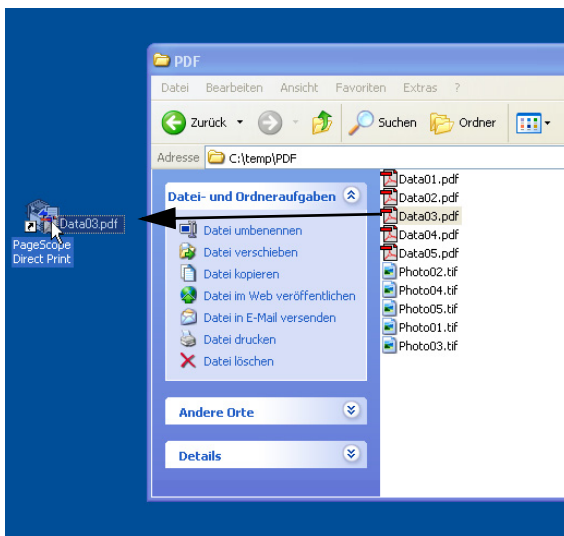 PDF
Datei Bearbeiten Ansicht Favoriten Extras ?
Zurück Suchen Ordner
Adresse C:\temp\PDF
Datei- und Ordneraufgaben
Datei umbenennen
Datei verschieben
Datei kopieren
Datei im Web veröffentlichen
Datei in E-Mail versenden
Datei drucken
Datei löschen
Andere Orte
Details
Data01.pdf
Data02.pdf
Data03.pdf
Data04.pdf
Data05.pdf
Photo02.tif
Photo04.tif
Photo05.tif
Photo01.tif
Photo03.tif
Data03.pdf
PageScope
Direct Print